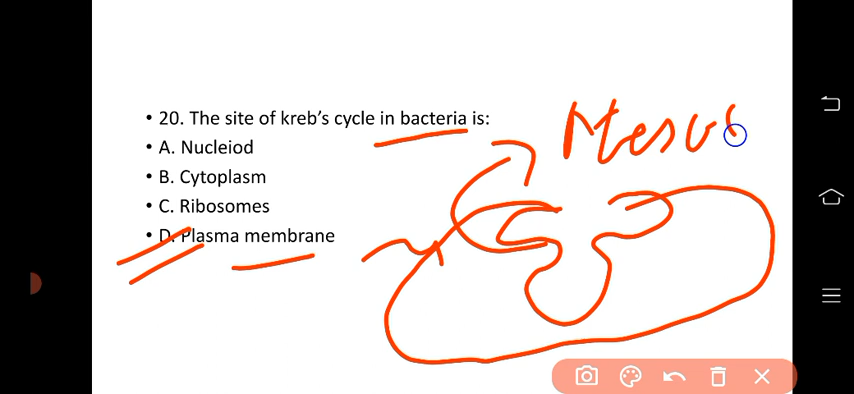 • 20. The site of kreb’s cycle in bacteria is:
• A. Nucleiod
• B. Cytoplasm
• C. Ribosomes
• D. Plasma membrane